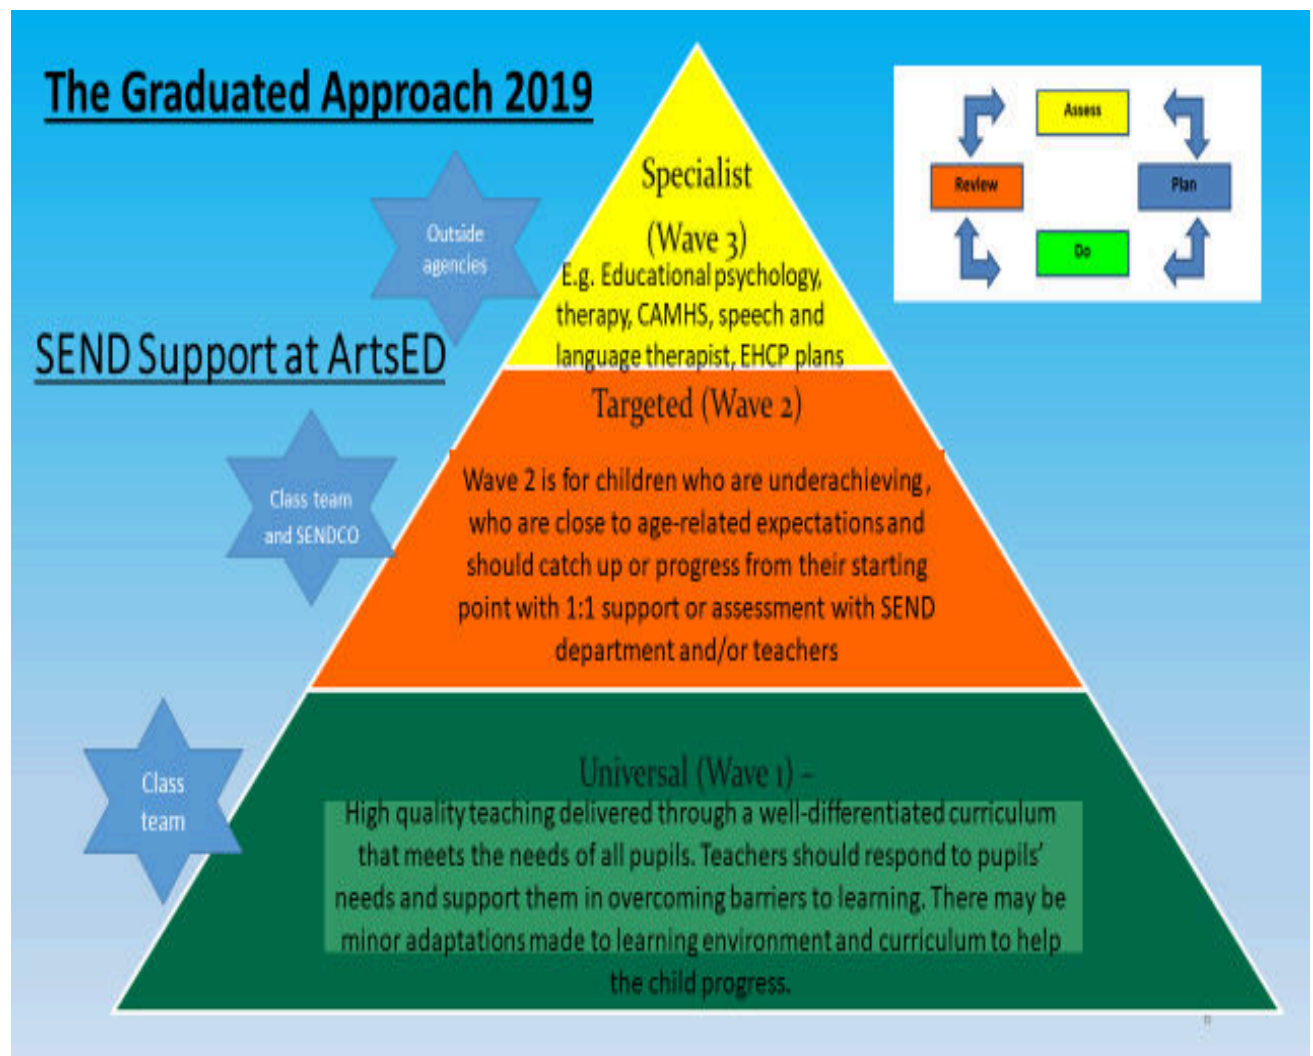 The Graduated Approach 2019
Assess
Review
Plan
Do
Specialist
(Wave 3)
E.g. Educational psychology,
therapy, CAMHS, speech and
language therapist, EHCP plans
Outside
agencies
SEND Support at ArtsED
Targeted (Wave 2)
Wave 2 is for children who are underachieving,
who are close to age-related expectations and
should catch up or progress from their starting
point with 1:1 support or assessment with SEND
department and/or teachers
Class team
and SENDCO
Universal (Wave 1) –
High quality teaching delivered through a well-differentiated curriculum
that meets the needs of all pupils. Teachers should respond to pupils'
needs and support them in overcoming barriers to learning. There may be
minor adaptations made to learning environment and curriculum to help
the child progress.
Class
team